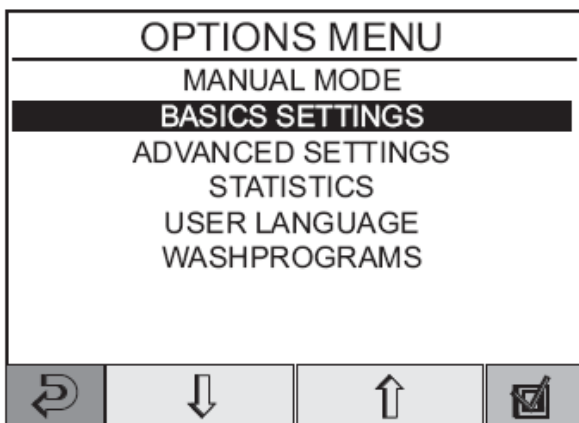 OPTIONS MENU
MANUAL MODE
BASICS SETTINGS
ADVANCED SETTINGS
STATISTICS
USER LANGUAGE
WASHPROGRAMS